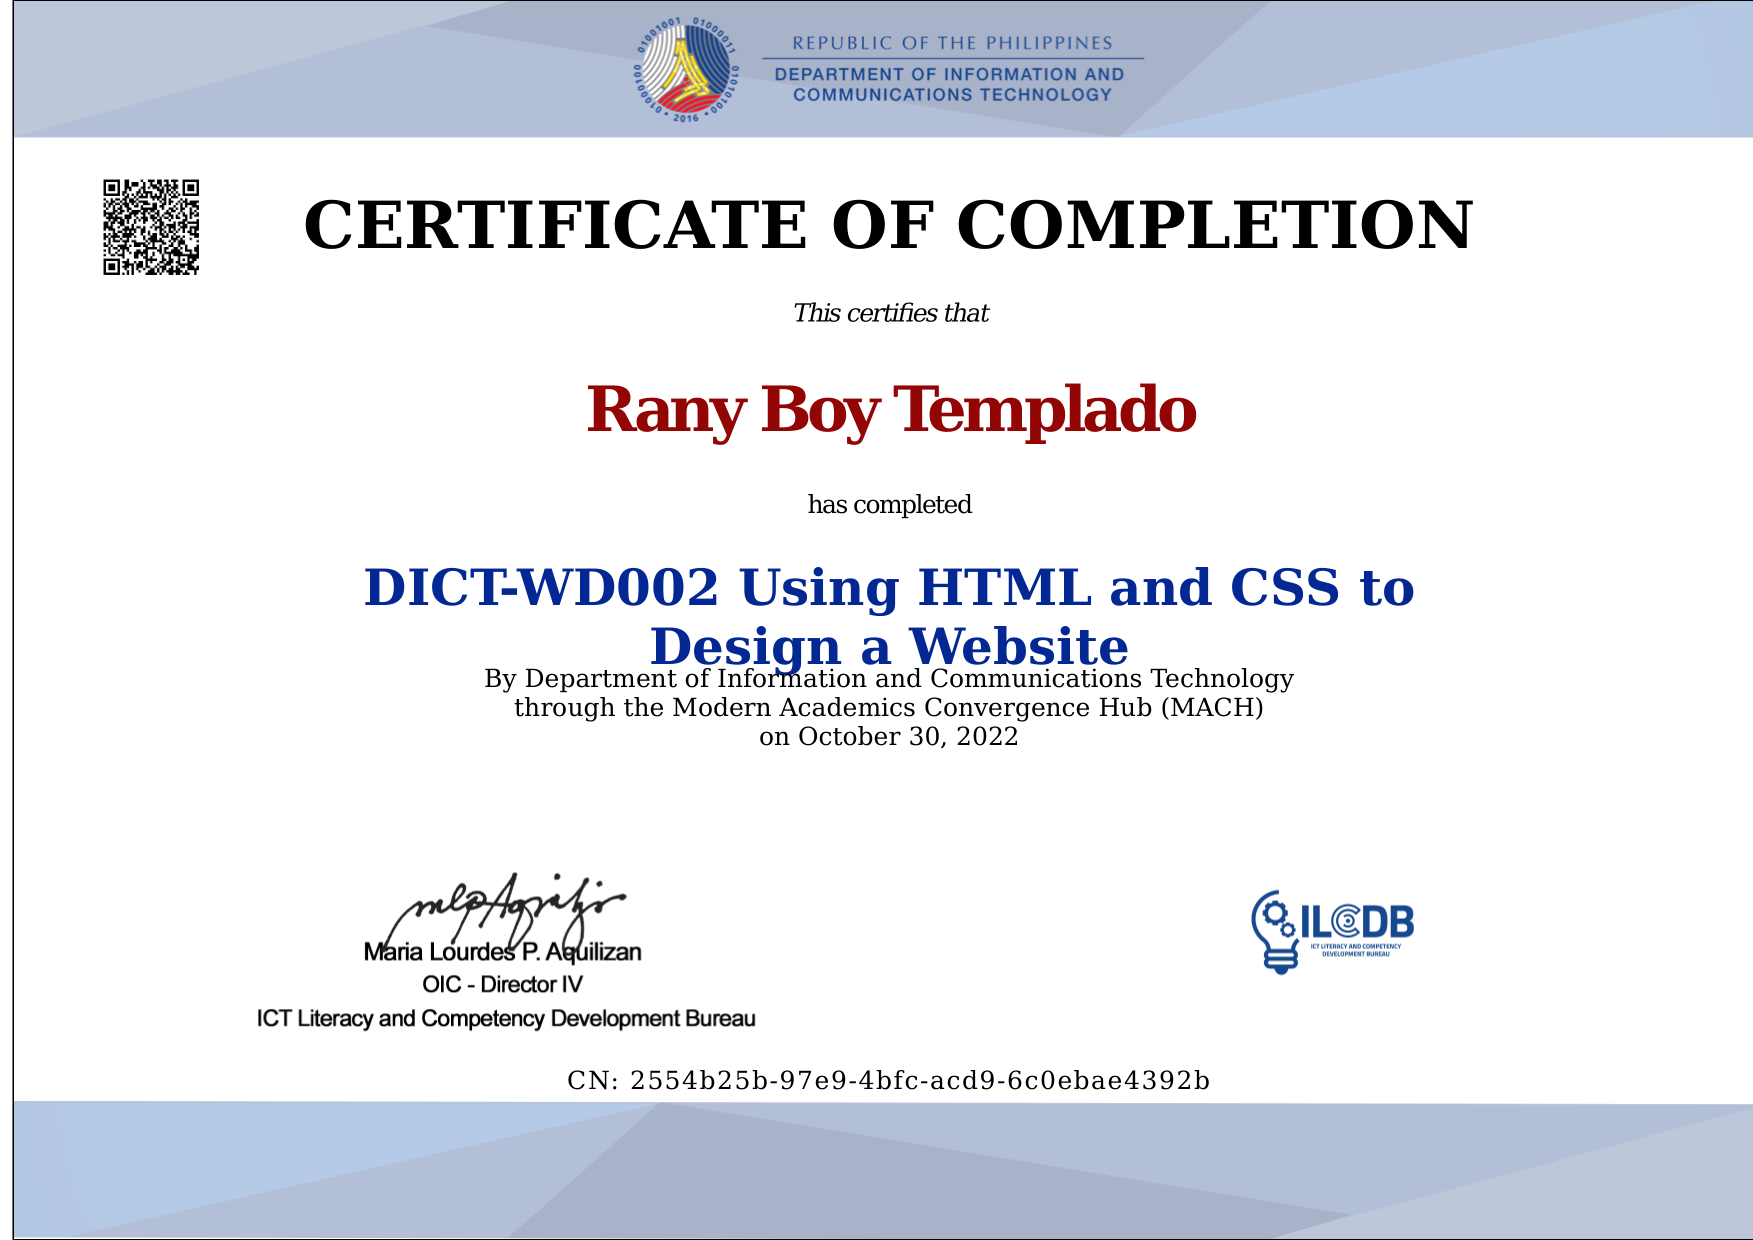 REPUBLIC OF THE PHILIPPINES
DEPARTMENT OF INFORMATION AND
COMMUNICATIONS TECHNOLOGY
01000100 01001001 01000011 01010100 • 2016 •
CERTIFICATE OF COMPLETION
This certifies that
Rany Boy Templado
has completed
DICT-WD002 Using HTML and CSS to
Design a Website
By Department of Information and Communications Technology
through the Modern Academics Convergence Hub (MACH)
on October 30, 2022
Maria Lourdes P. Aquilizan
OIC - Director IV
ICT Literacy and Competency Development Bureau
ILCDB
ICT LITERACY AND COMPETENCY
DEVELOPMENT BUREAU
CN: 2554b25b-97e9-4bfc-acd9-6c0ebae4392b